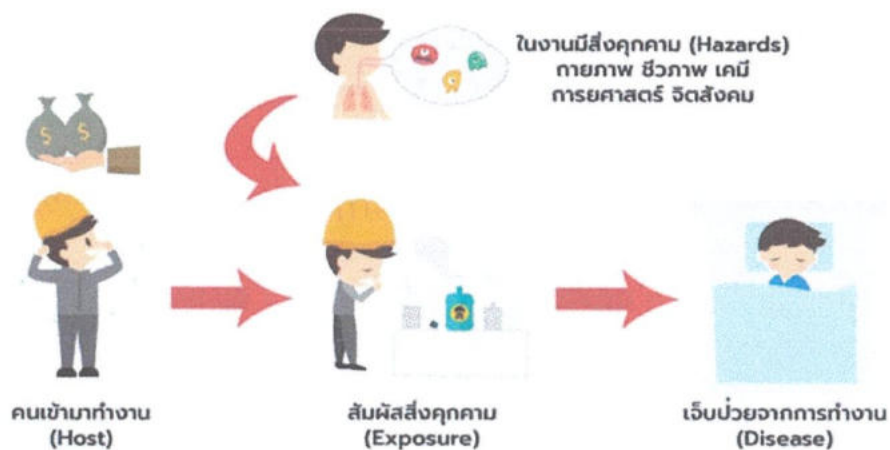 ในงานมีสิ่งคุกคาม (Hazards)
กายภาพ ชีวภาพ เคมี
การยศาสตร์ จิตสังคม
$ $
คนเข้ามาทำงาน
(Host)
สัมผัสสิ่งคุกคาม
(Exposure)
เจ็บป่วยจากการทำงาน
(Disease)